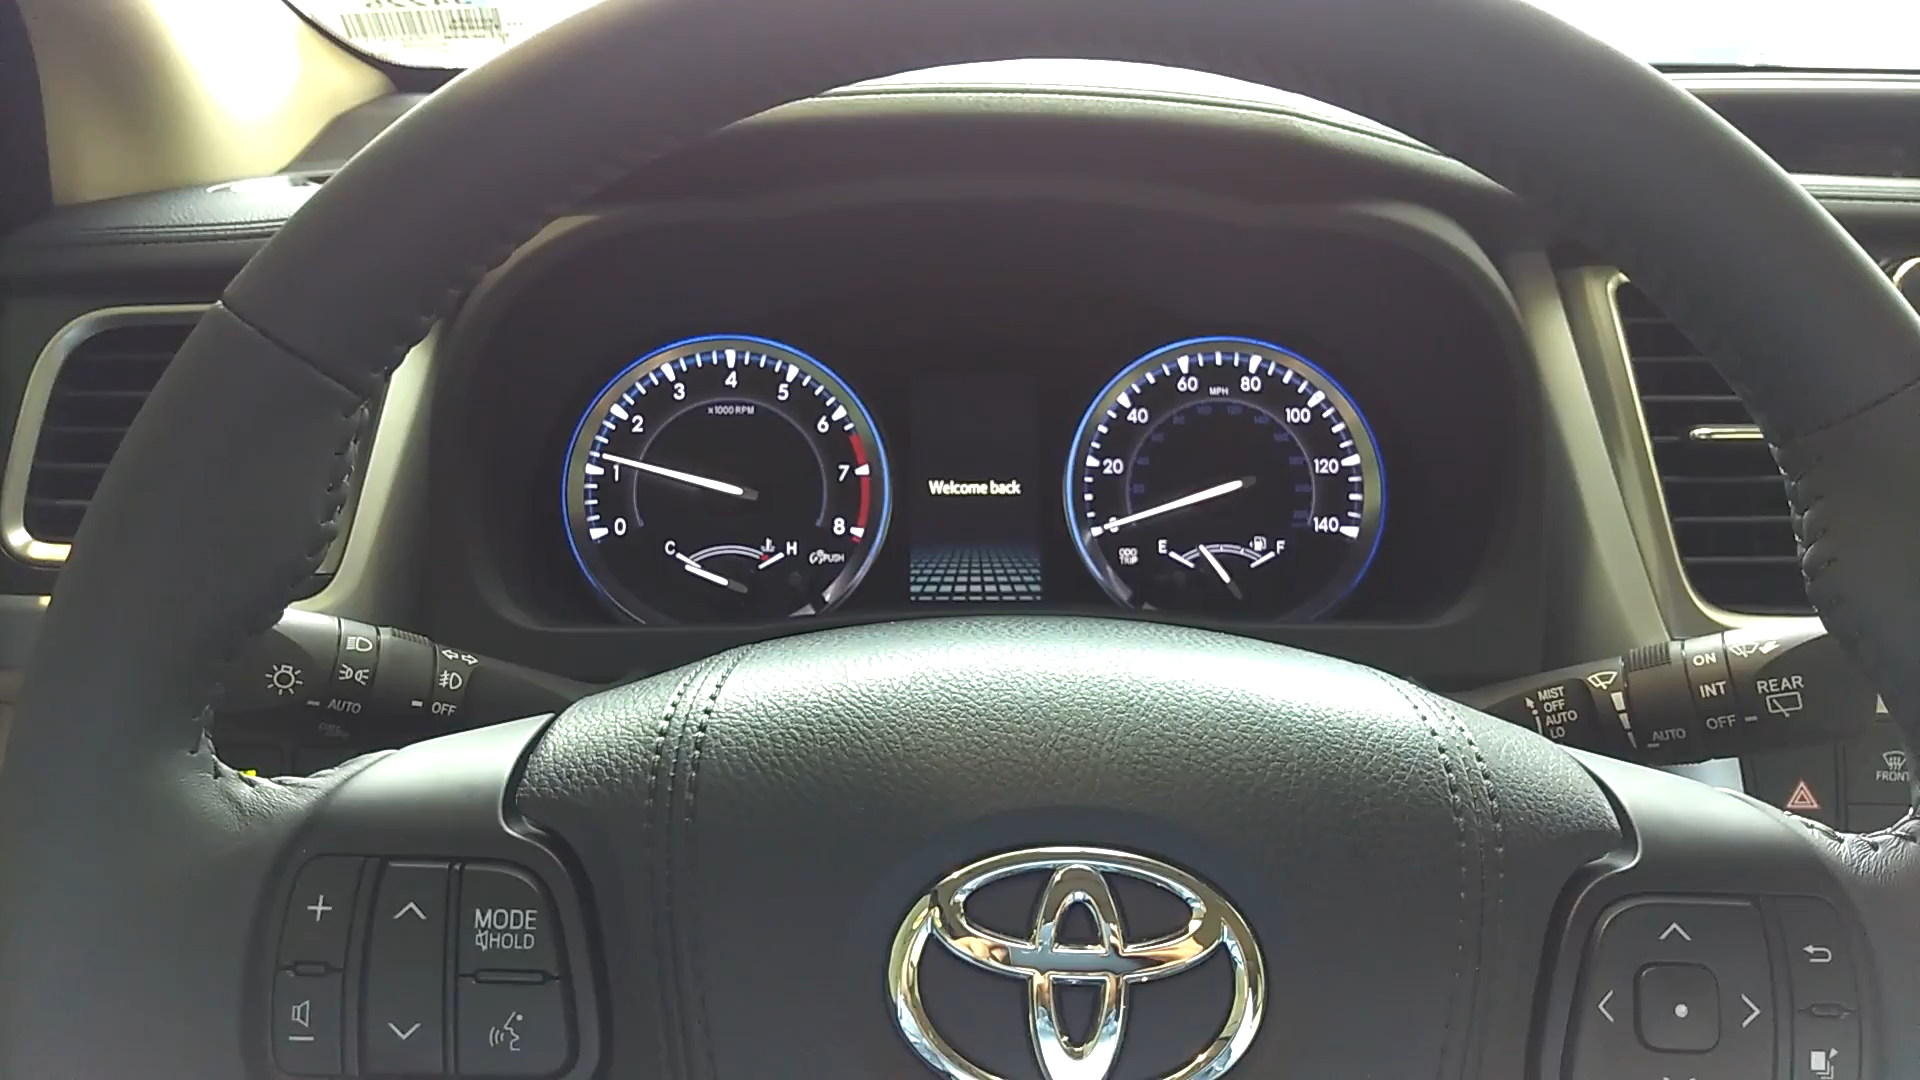 4
3
5
x1000 RPM
2
6
1
7
0
8
C
H
PUSH
Welcome back
60
MPH
80
40
100
20
120
0
140
ODO
TRIP
E
F
AUTO
OFF
MIST
OFF
AUTO
LO
AUTO
ON
INT
OFF
REAR
FRONT
MODE
HOLD